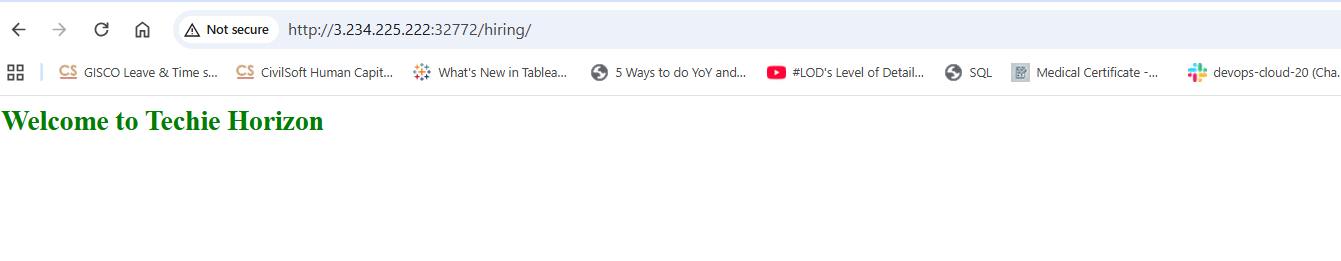 Not secure http://3.234.225.222:32772/hiring/
CS GISCO Leave & Time s... CS CivilSoft Human Capit... What's New in Tablea... 5 Ways to do YoY and... #LOD's Level of Detail... SQL Medical Certificate -... devops-cloud-20 (Cha...
Welcome to Techie Horizon